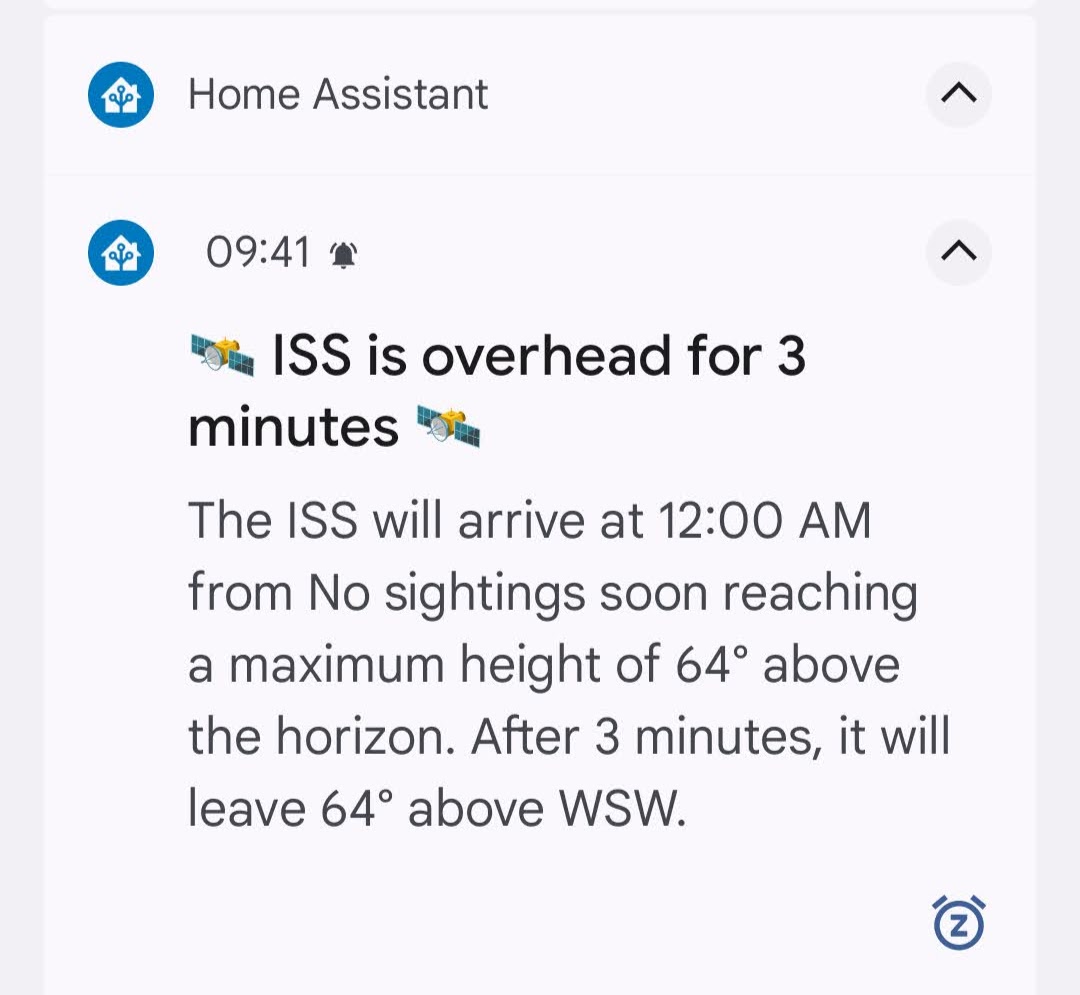 Home Assistant
09:41
🛰️ ISS is overhead for 3
minutes 🛰️
The ISS will arrive at 12:00 AM
from No sightings soon reaching
a maximum height of 64° above
the horizon. After 3 minutes, it will
leave 64° above WSW.
Z